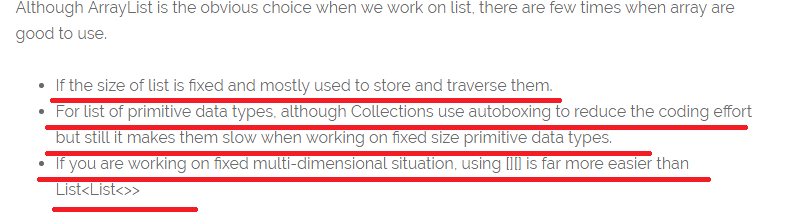 Although ArrayList is the obvious choice when we work on list, there are few times when array are
good to use.
• If the size of list is fixed and mostly used to store and traverse them.
• For list of primitive data types, although Collections use autoboxing to reduce the coding effort
but still it makes them slow when working on fixed size primitive data types.
• If you are working on fixed multi-dimensional situation, using [][] is far more easier than
List<List<>>